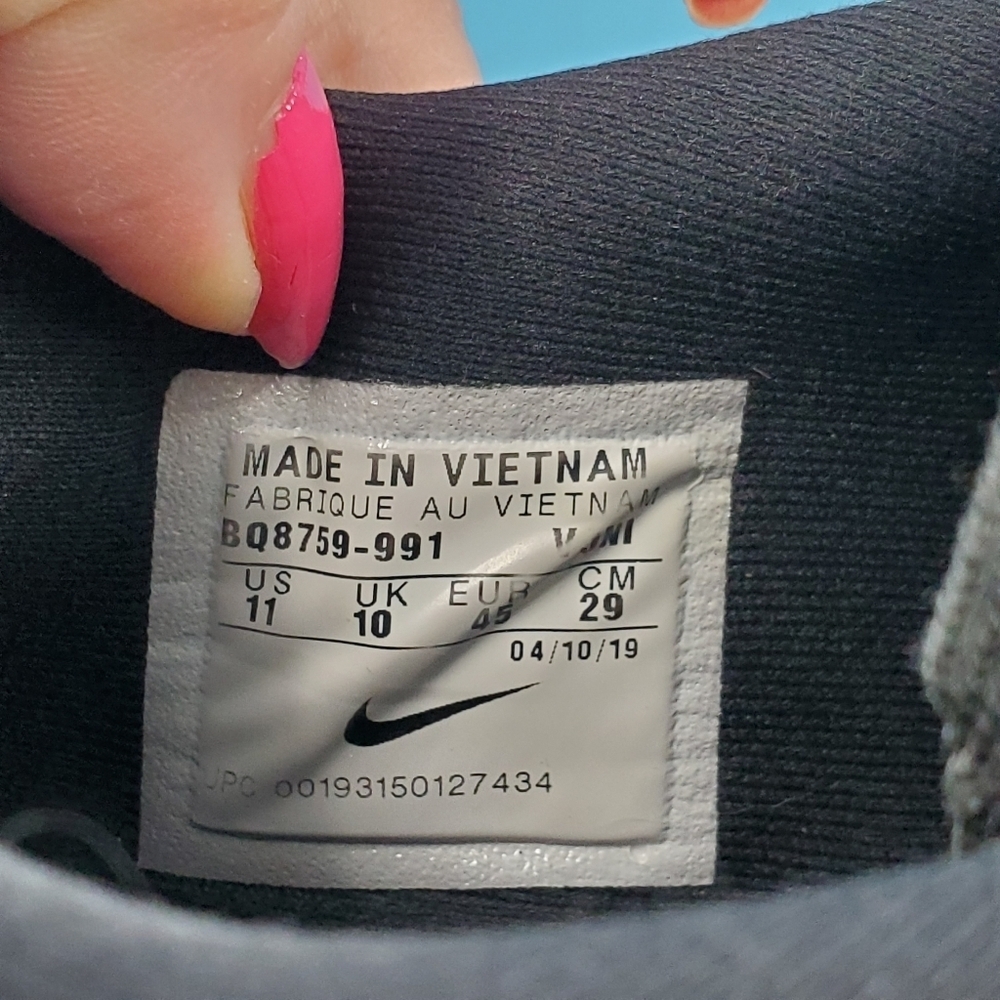 MADE IN VIETNAM
FABRIQUE AU VIETNAM
BQ8759-991
US UK EUR CM
11 10 45 29
04/10/19
UPC 00193150127434